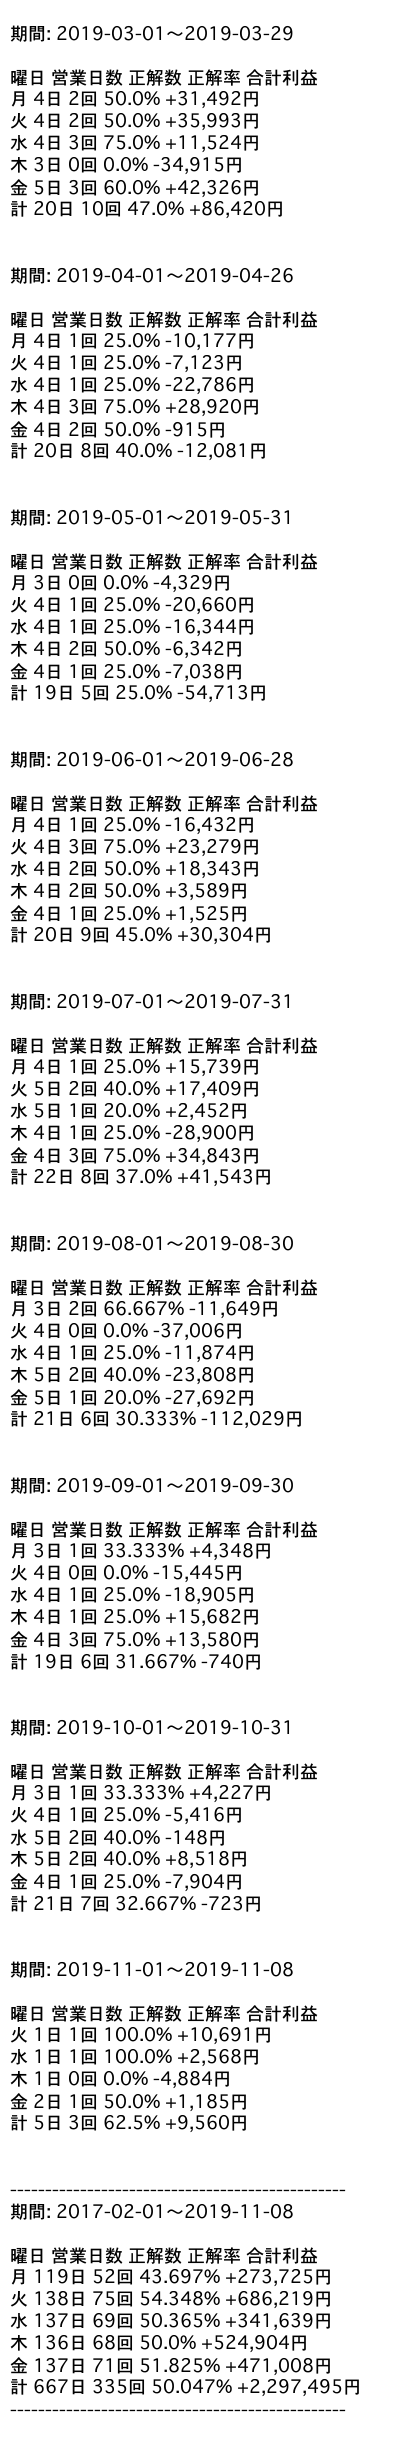 期間: 2019-03-01～2019-03-29
曜日 営業日数 正解数 正解率 合計利益
月 4日 2回 50.0% +31,492円
火 4日 2回 50.0% +35,993円
水 4日 3回 75.0% +11,524円
木 3日 0回 0.0% -34,915円
金 5日 3回 60.0% +42,326円
計 20日 10回 47.0% +86,420円
期間: 2019-04-01～2019-04-26
曜日 営業日数 正解数 正解率 合計利益
月 4日 1回 25.0% -10,177円
火 4日 1回 25.0% -7,123円
水 4日 1回 25.0% -22,786円
木 4日 3回 75.0% +28,920円
金 4日 2回 50.0% -915円
計 20日 8回 40.0% -12,081円
期間: 2019-05-01～2019-05-31
曜日 営業日数 正解数 正解率 合計利益
月 3日 0回 0.0% -4,329円
火 4日 1回 25.0% -20,660円
水 4日 1回 25.0% -16,344円
木 4日 2回 50.0% -6,342円
金 4日 1回 25.0% -7,038円
計 19日 5回 25.0% -54,713円
期間: 2019-06-01～2019-06-28
曜日 営業日数 正解数 正解率 合計利益
月 4日 1回 25.0% -16,432円
火 4日 3回 75.0% +23,279円
水 4日 2回 50.0% +18,343円
木 4日 2回 50.0% +3,589円
金 4日 1回 25.0% +1,525円
計 20日 9回 45.0% +30,304円
期間: 2019-07-01～2019-07-31
曜日 営業日数 正解数 正解率 合計利益
月 4日 1回 25.0% +15,739円
火 5日 2回 40.0% +17,409円
水 5日 1回 20.0% +2,452円
木 4日 1回 25.0% -28,900円
金 4日 3回 75.0% +34,843円
計 22日 8回 37.0% +41,543円
期間: 2019-08-01～2019-08-30
曜日 営業日数 正解数 正解率 合計利益
月 3日 2回 66.667% -11,649円
火 4日 0回 0.0% -37,006円
水 4日 1回 25.0% -11,874円
木 5日 2回 40.0% -23,808円
金 5日 1回 20.0% -27,692円
計 21日 6回 30.333% -112,029円
期間: 2019-09-01～2019-09-30
曜日 営業日数 正解数 正解率 合計利益
月 3日 1回 33.333% +4,348円
火 4日 0回 0.0% -15,445円
水 4日 1回 25.0% -18,905円
木 4日 1回 25.0% +15,682円
金 4日 3回 75.0% +13,580円
計 19日 6回 31.667% -740円
期間: 2019-10-01～2019-10-31
曜日 営業日数 正解数 正解率 合計利益
月 3日 1回 33.333% +4,227円
火 4日 1回 25.0% -5,416円
水 5日 2回 40.0% -148円
木 5日 2回 40.0% +8,518円
金 4日 1回 25.0% -7,904円
計 21日 7回 32.667% -723円
期間: 2019-11-01～2019-11-08
曜日 営業日数 正解数 正解率 合計利益
火 1日 1回 100.0% +10,691円
水 1日 1回 100.0% +2,568円
木 1日 0回 0.0% -4,884円
金 2日 1回 50.0% +1,185円
計 5日 3回 62.5% +9,560円
------------------------------------------------
期間: 2017-02-01～2019-11-08
曜日 営業日数 正解数 正解率 合計利益
月 119日 52回 43.697% +273,725円
火 138日 75回 54.348% +686,219円
水 137日 69回 50.365% +341,639円
木 136日 68回 50.0% +524,904円
金 137日 71回 51.825% +471,008円
計 667日 335回 50.047% +2,297,495円
------------------------------------------------